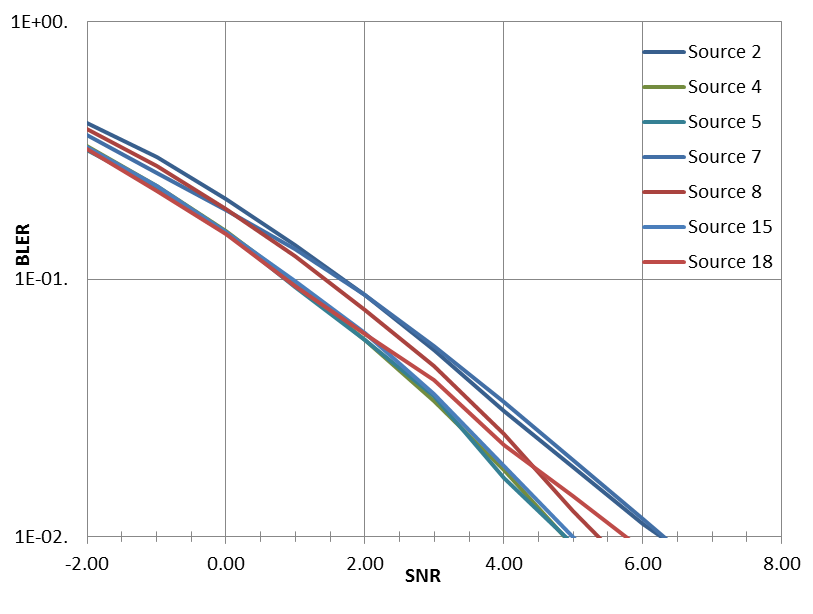 1E+00.
Source 2
Source 4
Source 5
Source 7
Source 8
Source 15
Source 18
BLER
1E-01.
1E-02.
-2.00 0.00 2.00 4.00 6.00 8.00
SNR